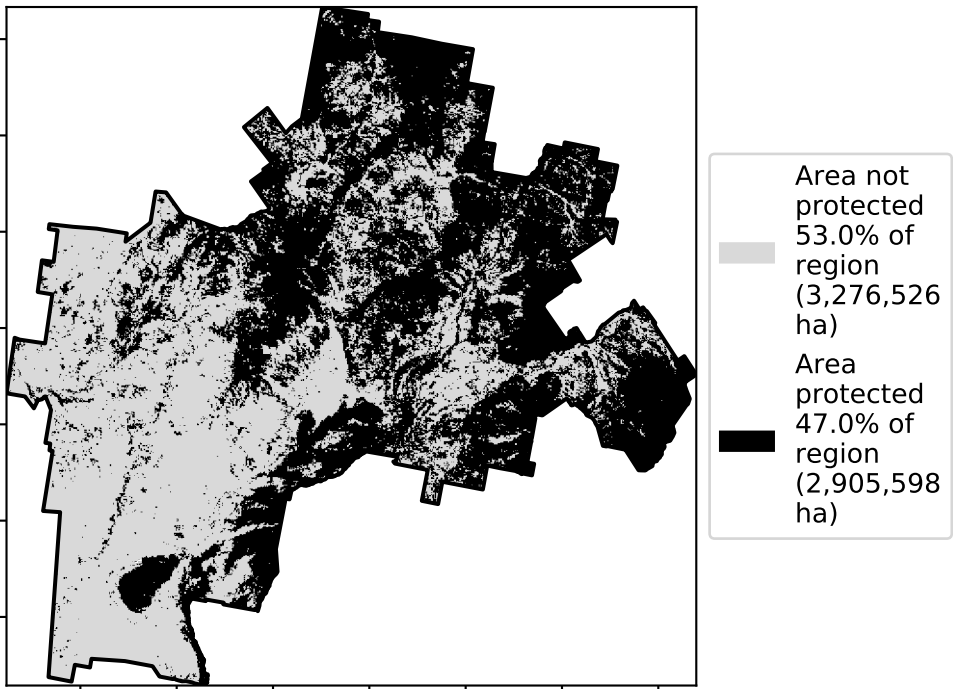 Area not
protected
53.0% of
region
(3,276,526
ha)
Area
protected
47.0% of
region
(2,905,598
ha)